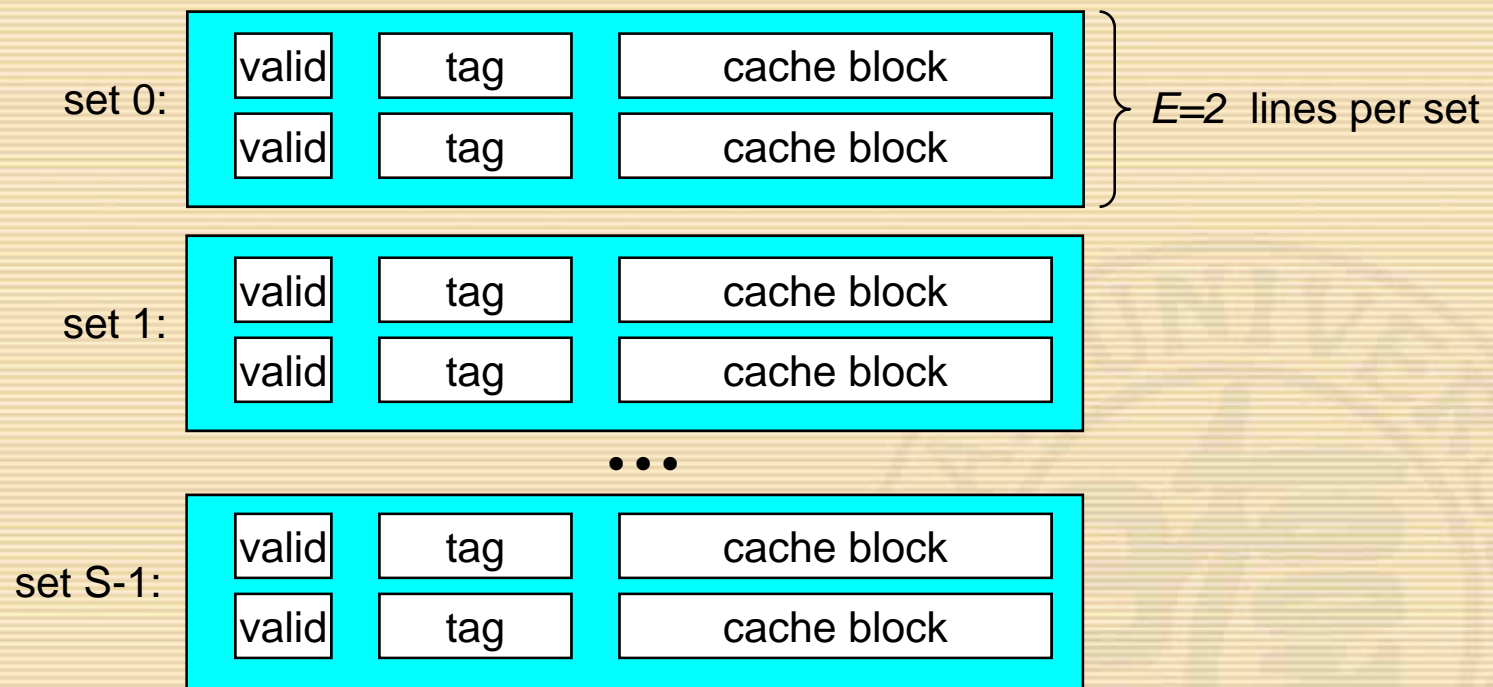 valid tag cache block
set 0:
E=2 lines per set
valid tag cache block
valid tag cache block
set 1:
valid tag cache block
•••
valid tag cache block
set S-1:
valid tag cache block